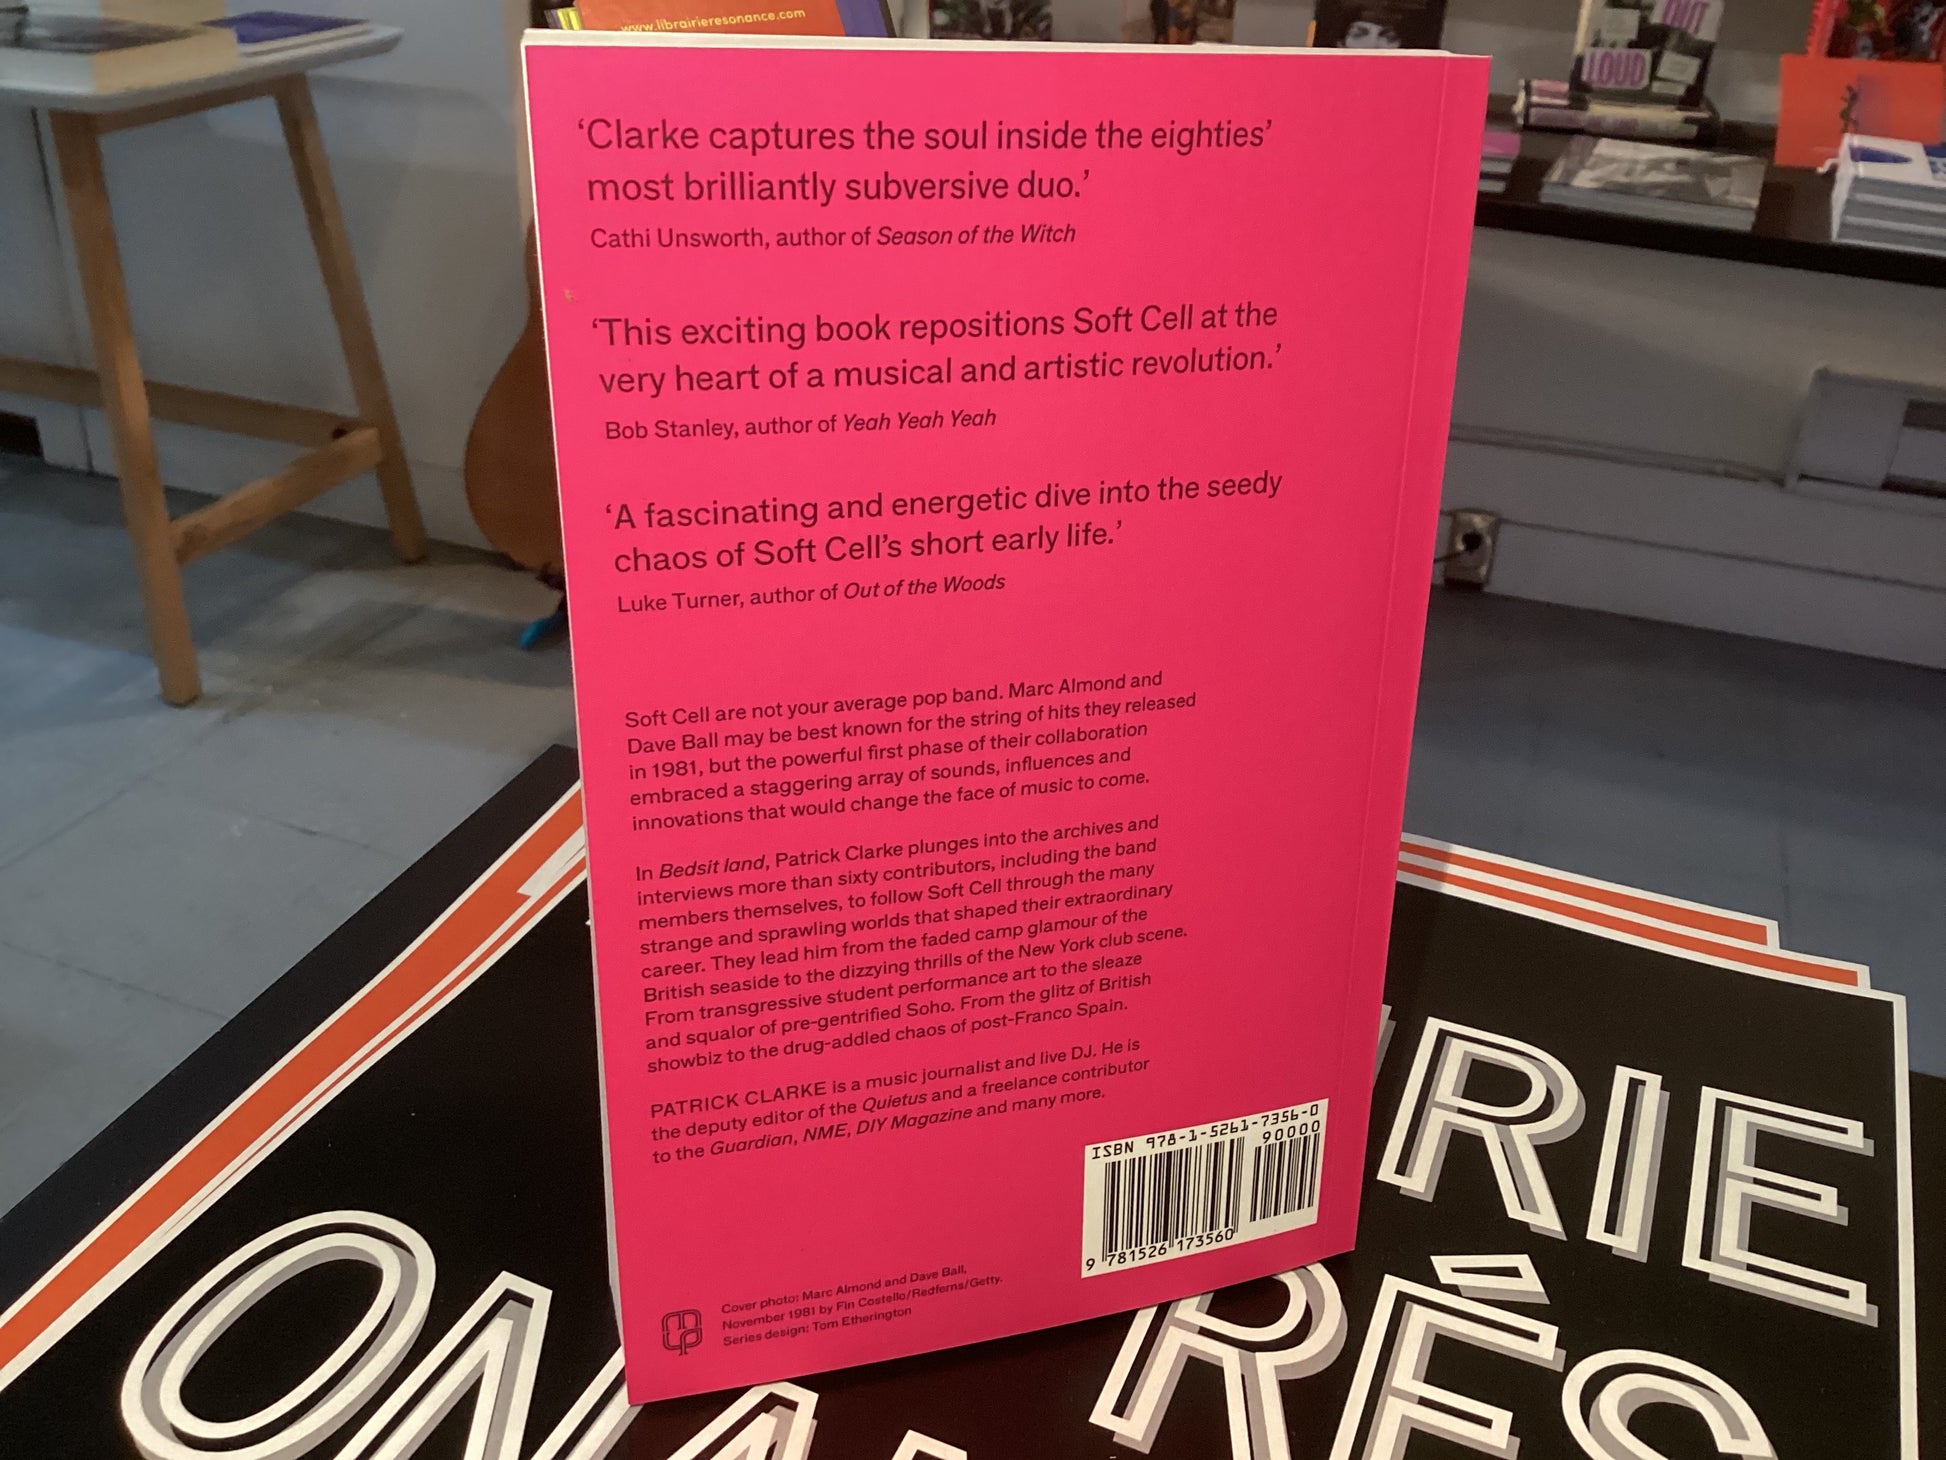 www.librairieresonance.com
OUT
LOUD
‘Clarke captures the soul inside the eighties’
most brilliantly subversive duo.’
Cathi Unsworth, author of Season of the Witch
‘This exciting book repositions Soft Cell at the
very heart of a musical and artistic revolution.’
Bob Stanley, author of Yeah Yeah Yeah
‘A fascinating and energetic dive into the seedy
chaos of Soft Cell’s short early life.’
Luke Turner, author of Out of the Woods
Soft Cell are not your average pop band. Marc Almond and
Dave Ball may be best known for the string of hits they released
in 1981, but the powerful first phase of their collaboration
embraced a staggering array of sounds, influences and
innovations that would change the face of music to come.
In Bedsit land, Patrick Clarke plunges into the archives and
interviews more than sixty contributors, including the band
members themselves, to follow Soft Cell through the many
strange and sprawling worlds that shaped their extraordinary
career. They lead him from the faded camp glamour of the
British seaside to the dizzying thrills of the New York club scene.
From transgressive student performance art to the sleaze
and squalor of pre-gentrified Soho. From the glitz of British
showbiz to the drug-addled chaos of post-Franco Spain.
PATRICK CLARKE is a music journalist and live DJ. He is
the deputy editor of the Quietus and a freelance contributor
to the Guardian, NME, DIY Magazine and many more.
ISBN 978-1-5261-7356-0
90000
9 781526 173560
Cover photo: Marc Almond and Dave Ball,
November 1981 by Fin Costello/Redferns/Getty.
Series design: Tom Etherington
mup
RIE
RÉS
ON